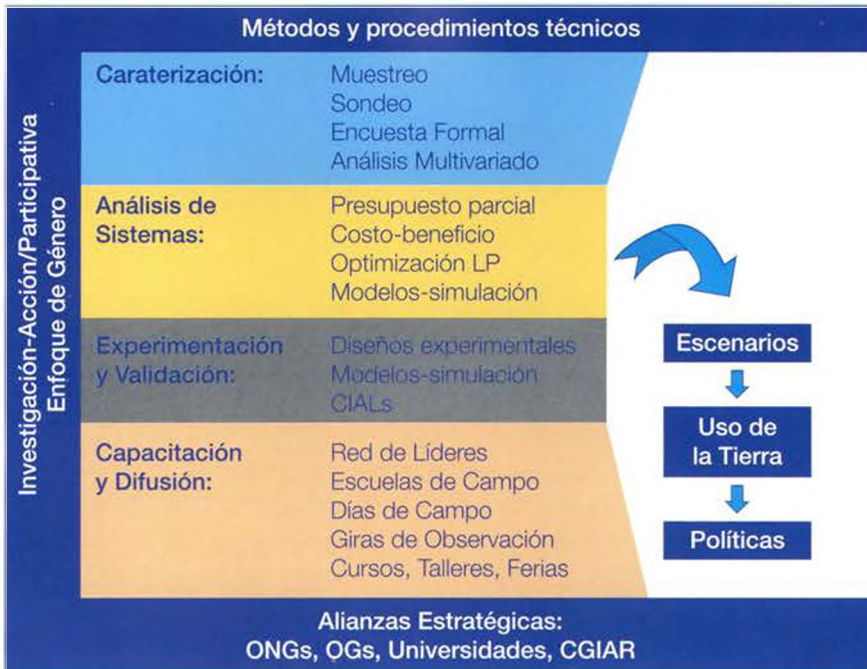 Métodos y procedimientos técnicos
Investigación-Acción/Participativa
Enfoque de Género
Caraterización:
Muestreo
Sondeo
Encuesta Formal
Análisis Multivariado
Análisis de
Sistemas:
Presupuesto parcial
Costo-beneficio
Optimización LP
Modelos-simulación
Experimentación
y Validación:
Diseños experimentales
Modelos-simulación
CIALs
Capacitación
y Difusión:
Red de Líderes
Escuelas de Campo
Días de Campo
Giras de Observación
Cursos, Talleres, Ferias
Escenarios
Uso de
la Tierra
Políticas
Alianzas Estratégicas:
ONGs, OGs, Universidades, CGIAR